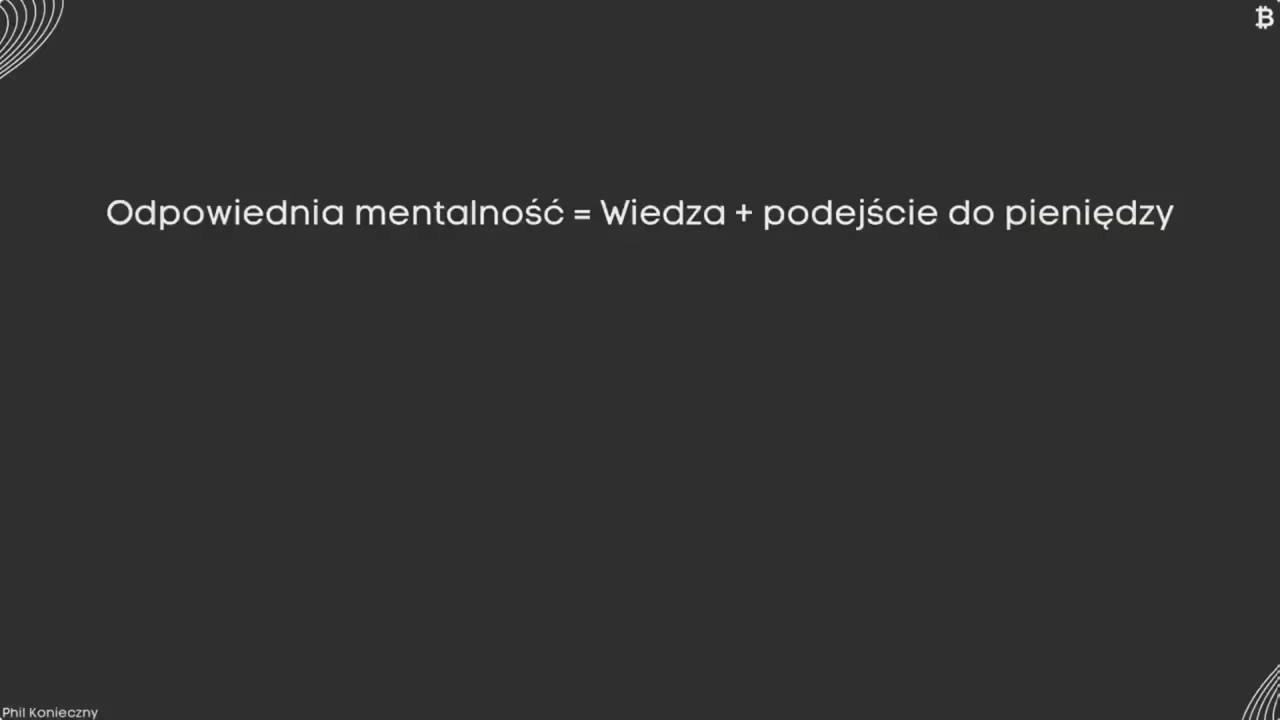 Odpowiednia mentalność = Wiedza + podejście do pieniędzy
Phil Konieczny